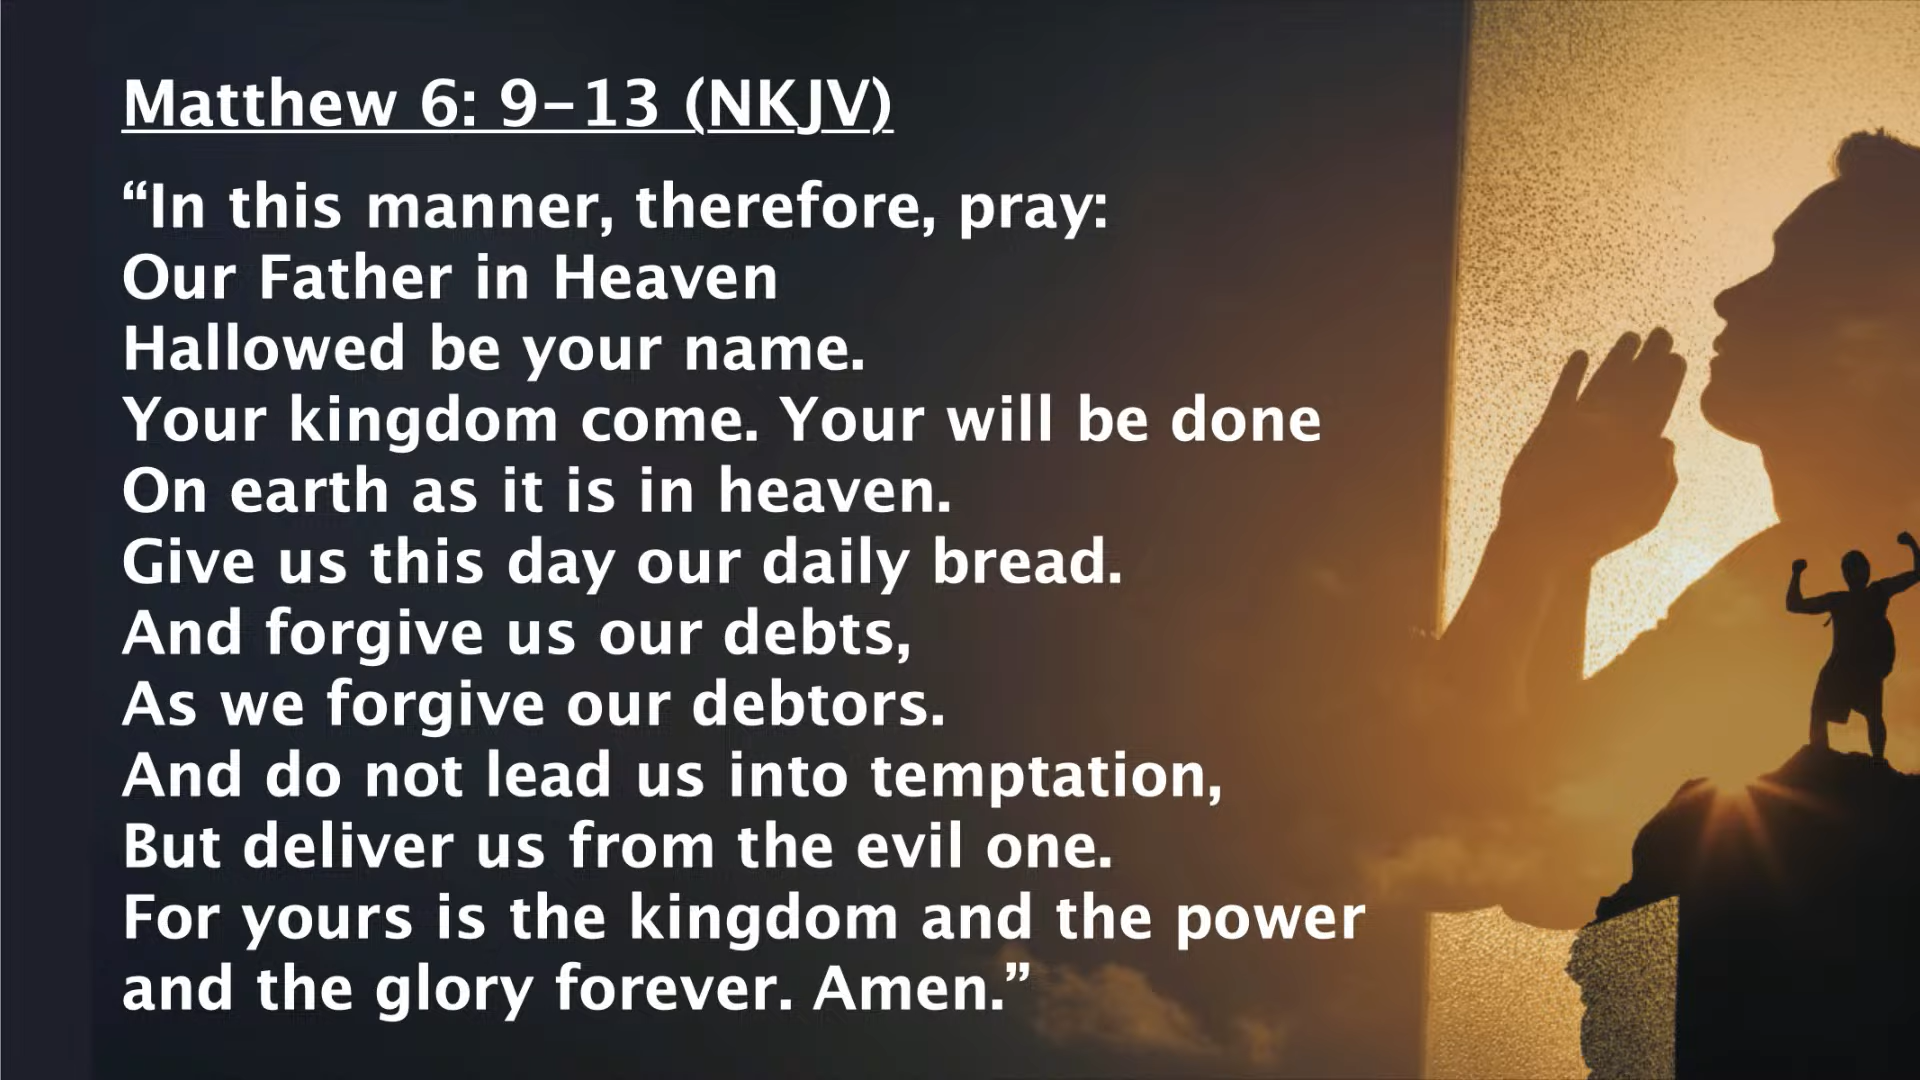 Matthew 6: 9–13 (NKJV)
“In this manner, therefore, pray:
Our Father in Heaven
Hallowed be your name.
Your kingdom come. Your will be done
On earth as it is in heaven.
Give us this day our daily bread.
And forgive us our debts,
As we forgive our debtors.
And do not lead us into temptation,
But deliver us from the evil one.
For yours is the kingdom and the power
and the glory forever. Amen.”